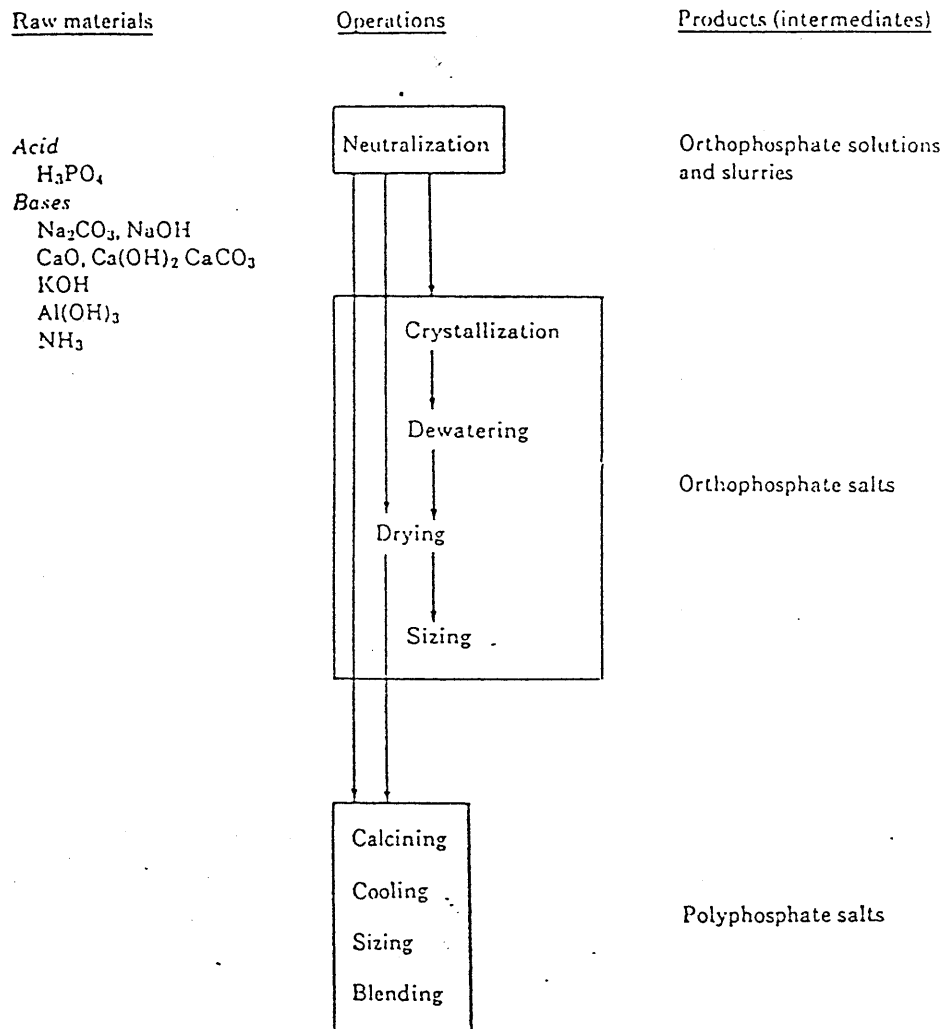 Raw materials
Operations
Products (intermediates)
Acid
H₃PO₄
Bases
Na₂CO₃, NaOH
CaO, Ca(OH)₂ CaCO₃
KOH
Al(OH)₃
NH₃
Neutralization
Orthophosphate solutions
and slurries
Crystallization
Dewatering
Drying
Sizing
Orthophosphate salts
Calcining
Cooling
Sizing
Blending
Polyphosphate salts